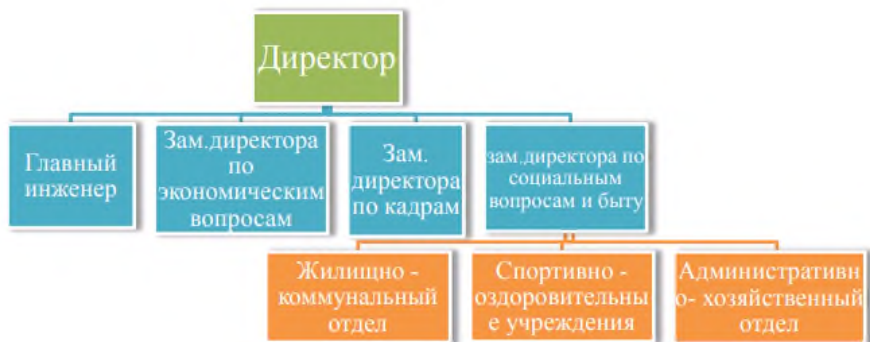 Директор
Главный
инженер
Зам.директора
по
экономическим
вопросам
Зам.
директора
по кадрам
зам.директора по
социальным
вопросам и быту
Жилищно -
коммунальный
отдел
Спортивно -
оздоровительны
е учреждения
Административн
о- хозяйственный
отдел